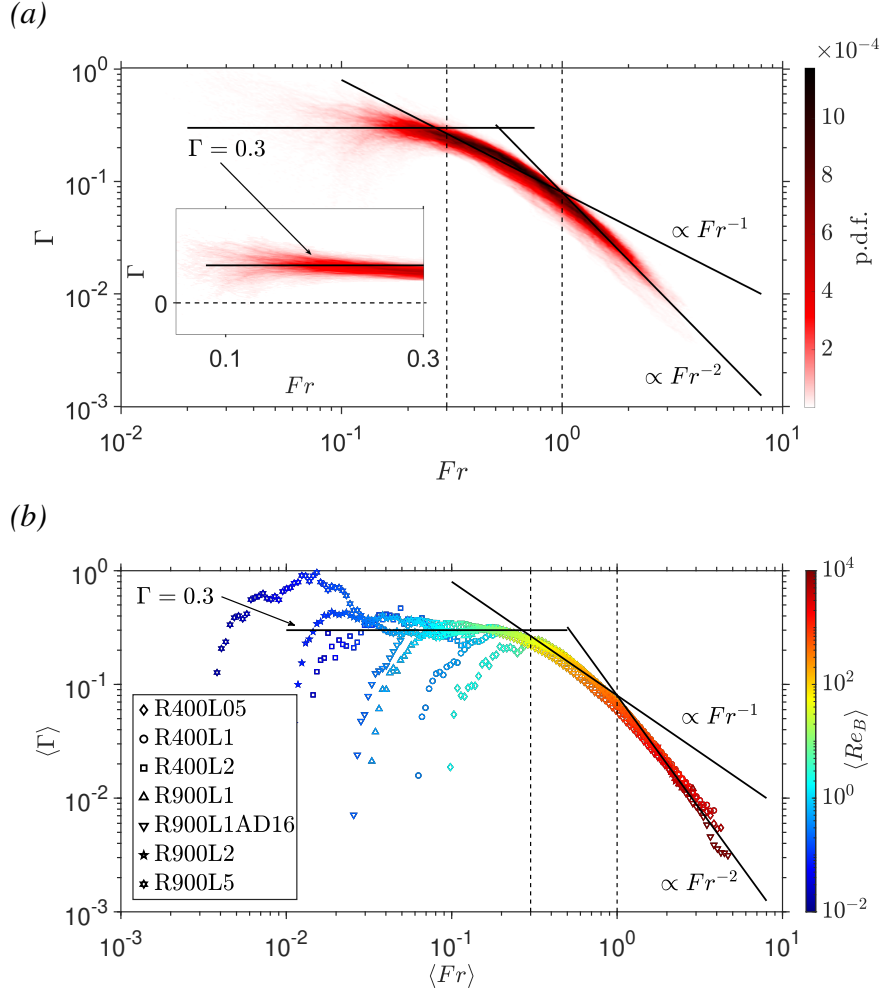 (a)
×10⁻⁴
10⁰
10⁻¹
10⁻²
10⁻³
Γ
Γ = 0.3
∝ Fr⁻¹
∝ Fr⁻²
Γ
0
0.1
0.3
Fr
10⁻²
10⁻¹
10⁰
10¹
Fr
10
8
6
4
2
p.d.f.
(b)
10⁰
10⁻¹
10⁻²
10⁻³
⟨Γ⟩
Γ = 0.3
∝ Fr⁻¹
∝ Fr⁻²
R400L05
R400L1
R400L2
R900L1
R900L1AD16
R900L2
R900L5
10⁻³
10⁻²
10⁻¹
10⁰
10¹
⟨Fr⟩
10⁴
10²
10⁰
10⁻²
⟨Re_B⟩